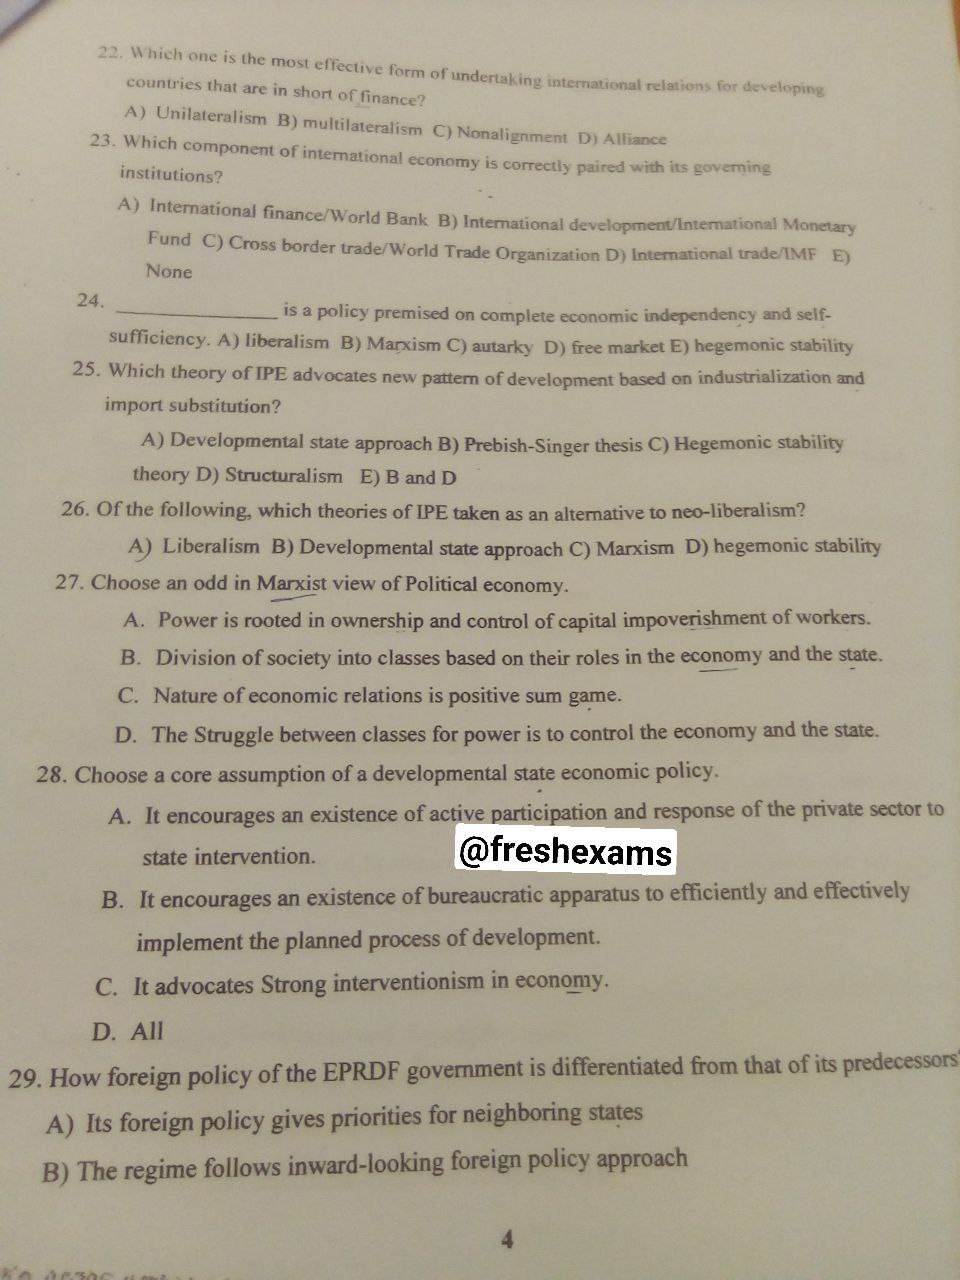 22. Which one is the most effective form of undertaking international relations for developing
countries that are in short of finance?
A) Unilateralism B) multilateralism C) Nonalignment D) Alliance
23. Which component of international economy is correctly paired with its governing
institutions?
A) International finance/World Bank B) International development/International Monetary
Fund C) Cross border trade/World Trade Organization D) International trade/IMF E)
None
24. ______________ is a policy premised on complete economic independency and self-
sufficiency. A) liberalism B) Marxism C) autarky D) free market E) hegemonic stability
25. Which theory of IPE advocates new pattern of development based on industrialization and
import substitution?
A) Developmental state approach B) Prebish-Singer thesis C) Hegemonic stability
theory D) Structuralism E) B and D
26. Of the following, which theories of IPE taken as an alternative to neo-liberalism?
A) Liberalism B) Developmental state approach C) Marxism D) hegemonic stability
27. Choose an odd in Marxist view of Political economy.
A. Power is rooted in ownership and control of capital impoverishment of workers.
B. Division of society into classes based on their roles in the economy and the state.
C. Nature of economic relations is positive sum game.
D. The Struggle between classes for power is to control the economy and the state.
28. Choose a core assumption of a developmental state economic policy.
A. It encourages an existence of active participation and response of the private sector to
state intervention.
@freshexams
B. It encourages an existence of bureaucratic apparatus to efficiently and effectively
implement the planned process of development.
C. It advocates Strong interventionism in economy.
D. All
29. How foreign policy of the EPRDF government is differentiated from that of its predecessors'
A) Its foreign policy gives priorities for neighboring states
B) The regime follows inward-looking foreign policy approach
4